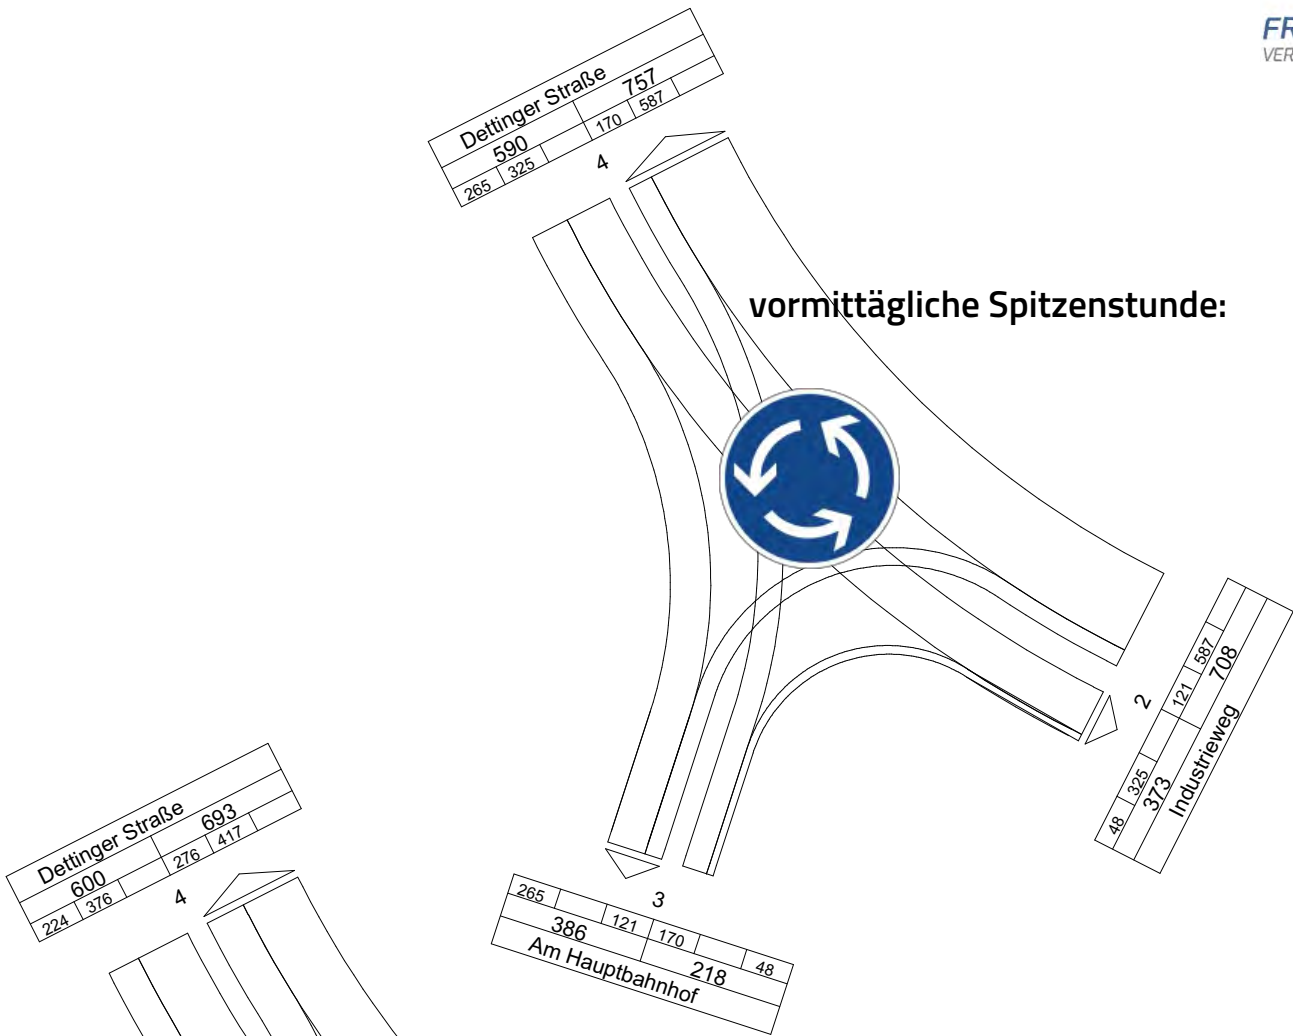 FR
VER
Dettinger Straße
590 757
265 325 170 587
4
vormittägliche Spitzenstunde:
587
121
708
2
325
48
373
Industrieweg
Dettinger Straße
600 693
224 376 276 417
4
3
265 121 170 48
386 218
Am Hauptbahnhof